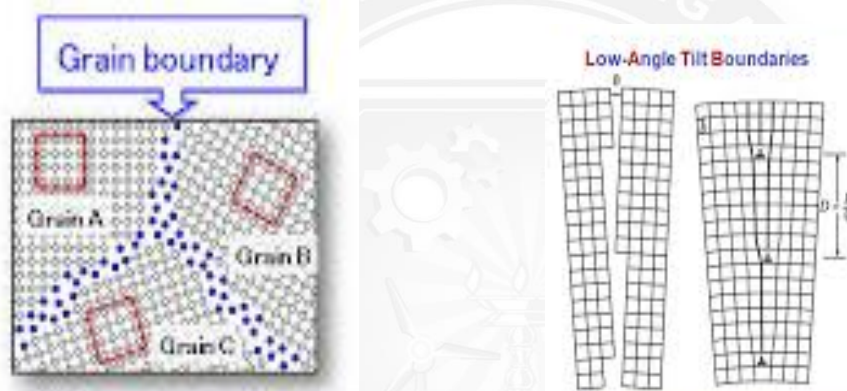 Grain boundary
Grain A
Grain B
Grain C
Low-Angle Tilt Boundaries